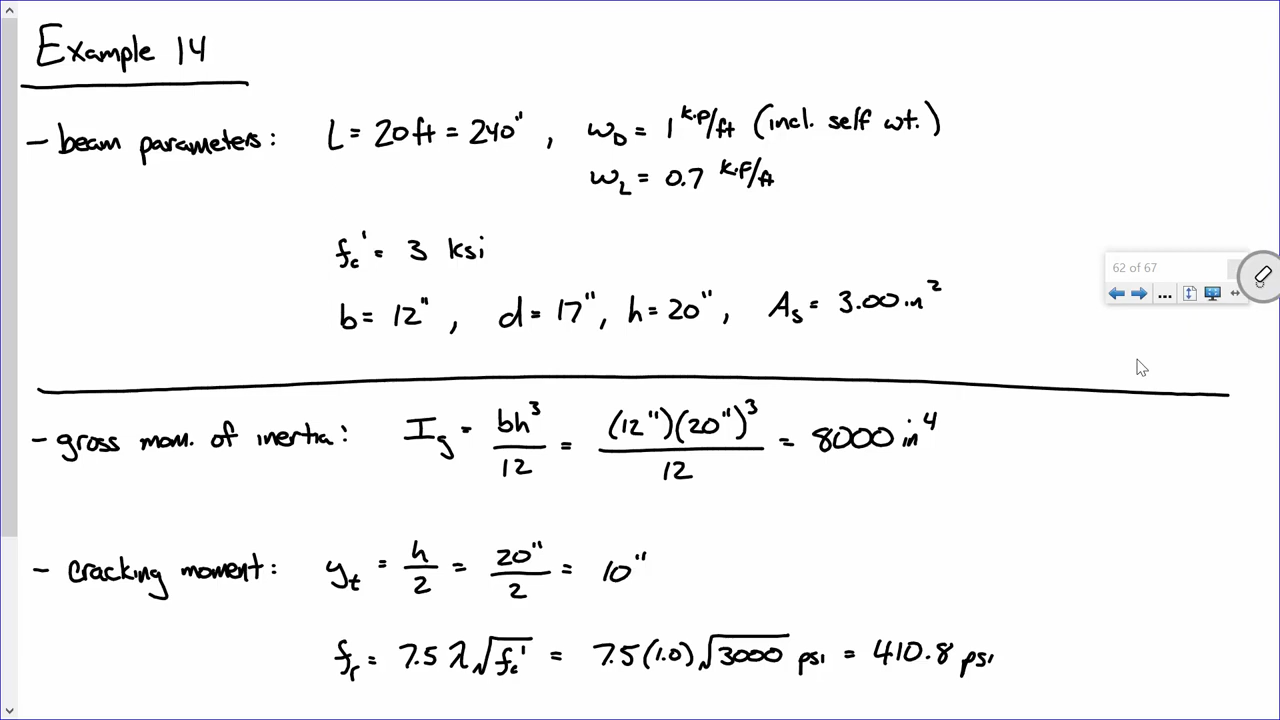 Example 14
- beam parameters: L = 20ft = 240" , w_D = 1 kip/ft (incl. self wt.)
w_L = 0.7 kip/ft
f_c' = 3 ksi
b = 12" , d = 17" , h = 20" , A_s = 3.00 in²
62 of 67
- gross mom. of inertia: I_g = bh³/12 = (12")(20")³/12 = 8000 in⁴
- cracking moment: y_t = h/2 = 20"/2 = 10"
f_r = 7.5 λ√f_c' = 7.5(1.0)√3000 psi = 410.8 psi